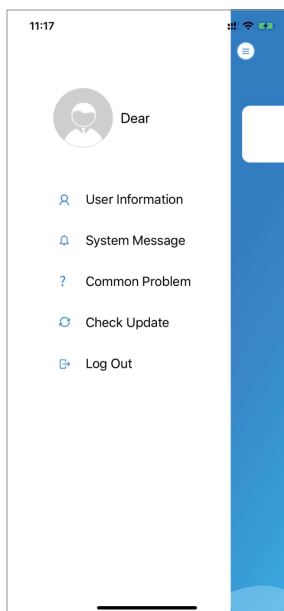 11:17
Dear
User Information
System Message
? Common Problem
Check Update
Log Out